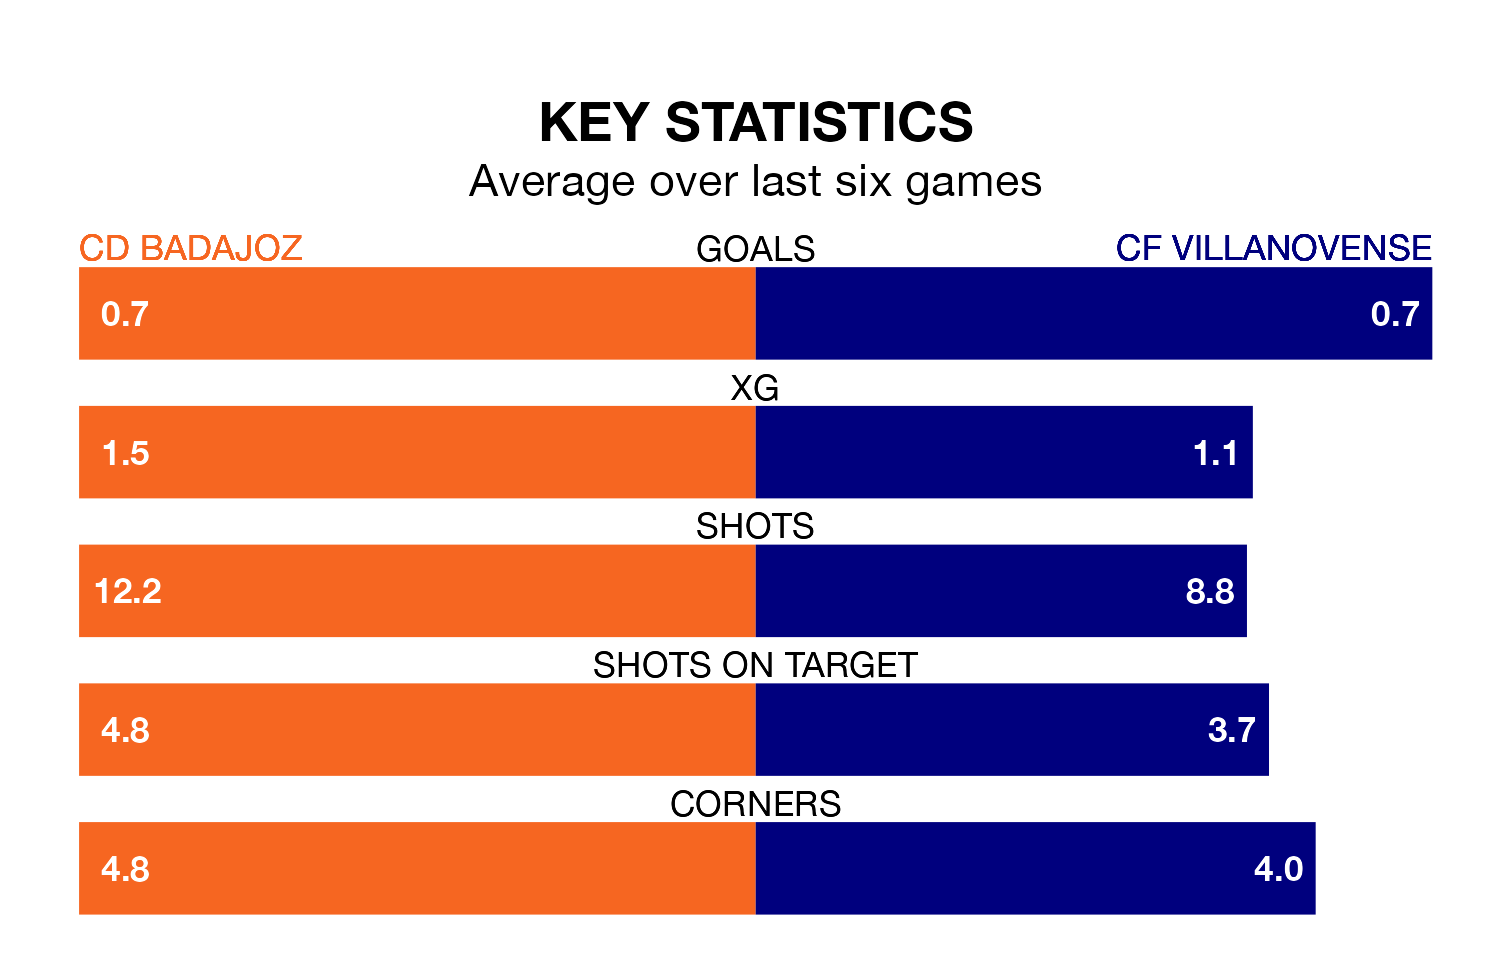 KEY STATISTICS
Average over last six games
CD BADAJOZ GOALS CF VILLANOVENSE
0.7 0.7
XG
1.5 1.1
SHOTS
12.2 8.8
SHOTS ON TARGET
4.8 3.7
CORNERS
4.8 4.0